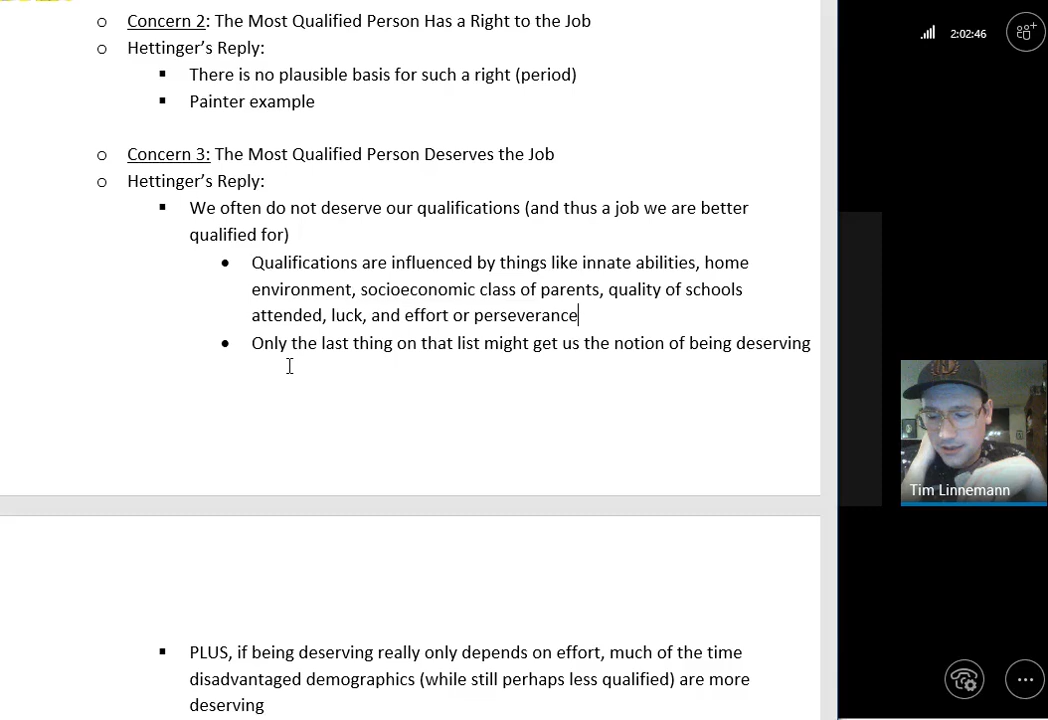 o Concern 2: The Most Qualified Person Has a Right to the Job
o Hettinger's Reply:
▪ There is no plausible basis for such a right (period)
▪ Painter example
o Concern 3: The Most Qualified Person Deserves the Job
o Hettinger's Reply:
▪ We often do not deserve our qualifications (and thus a job we are better
qualified for)
• Qualifications are influenced by things like innate abilities, home
environment, socioeconomic class of parents, quality of schools
attended, luck, and effort or perseverance
• Only the last thing on that list might get us the notion of being deserving
▪ PLUS, if being deserving really only depends on effort, much of the time
disadvantaged demographics (while still perhaps less qualified) are more
deserving
2:02:46
Tim Linnemann